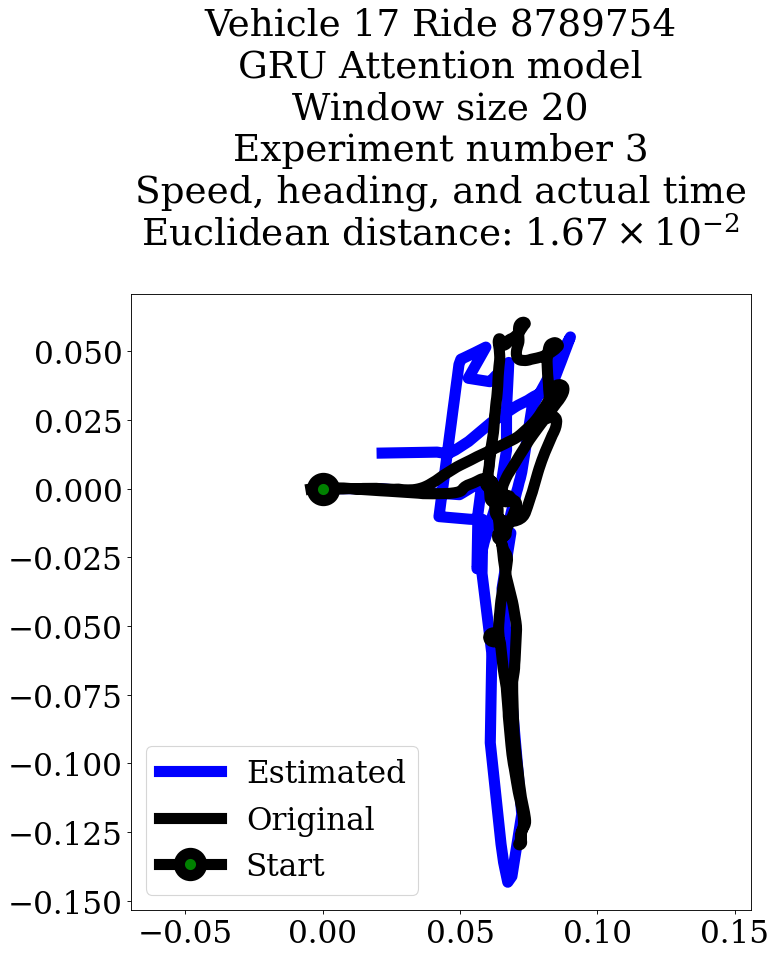 Vehicle 17 Ride 8789754
GRU Attention model
Window size 20
Experiment number 3
Speed, heading, and actual time
Euclidean distance: 1.67 × 10⁻²
0.050
0.025
0.000
−0.025
−0.050
−0.075
−0.100
−0.125
−0.150
Estimated
Original
Start
−0.05 0.00 0.05 0.10 0.15